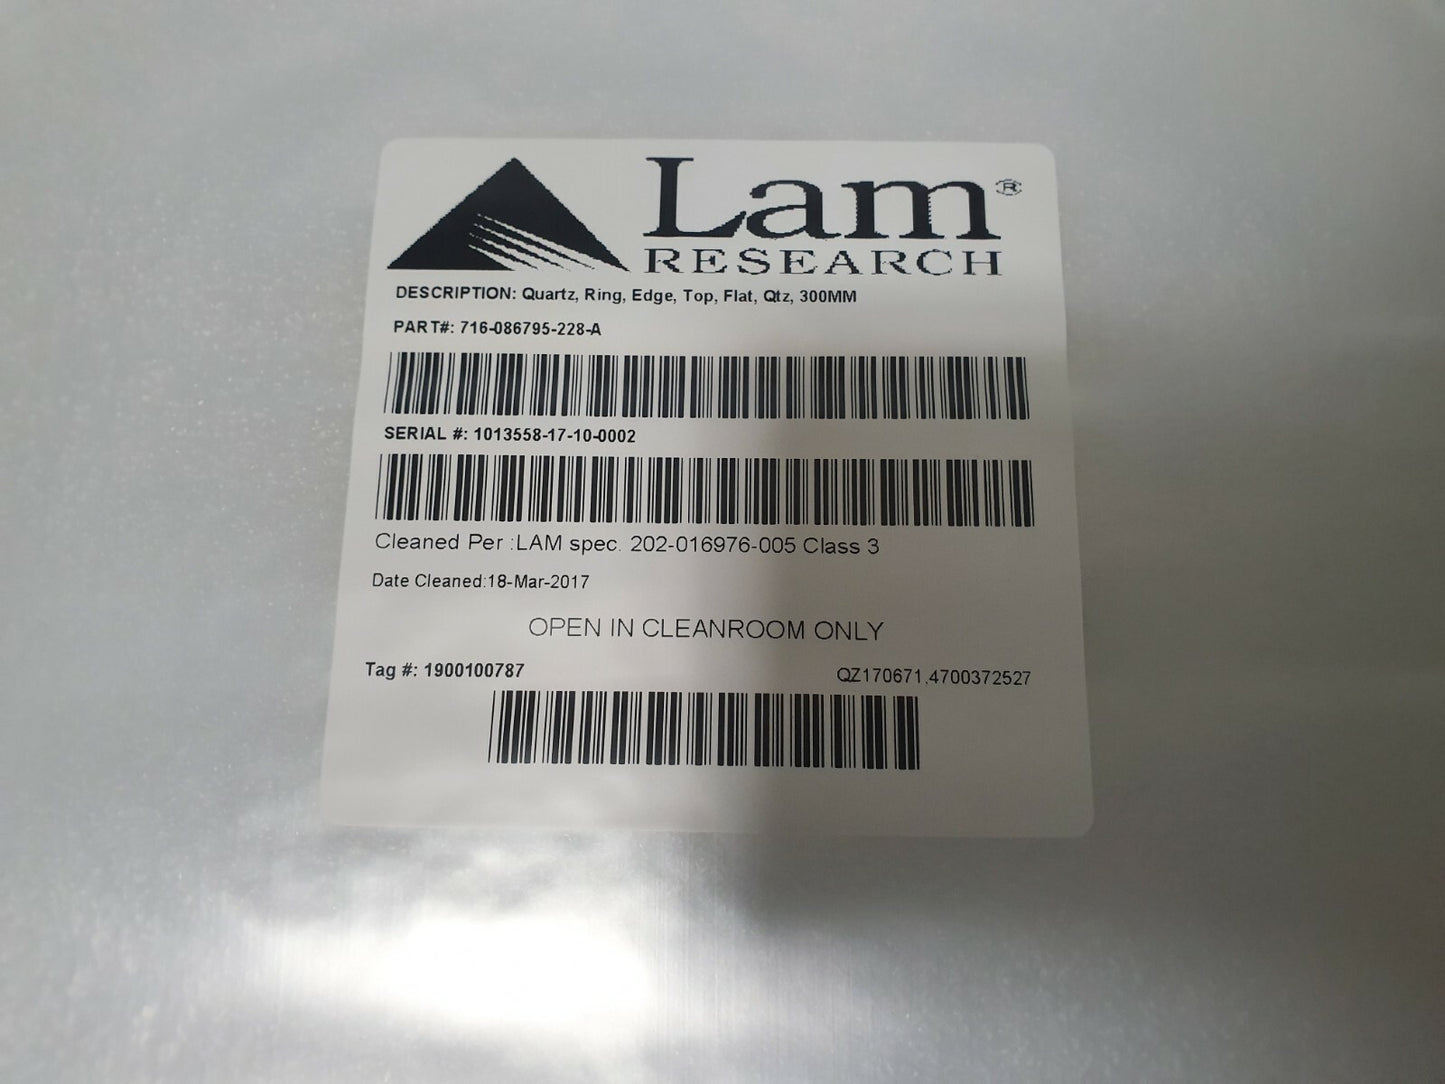 Lam®
RESEARCH
DESCRIPTION: Quartz, Ring, Edge, Top, Flat, Qtz, 300MM
PART#: 716-086795-228-A
SERIAL #: 1013558-17-10-0002
Cleaned Per :LAM spec. 202-016976-005 Class 3
Date Cleaned:18-Mar-2017
OPEN IN CLEANROOM ONLY
Tag #: 1900100787 QZ170671,4700372527